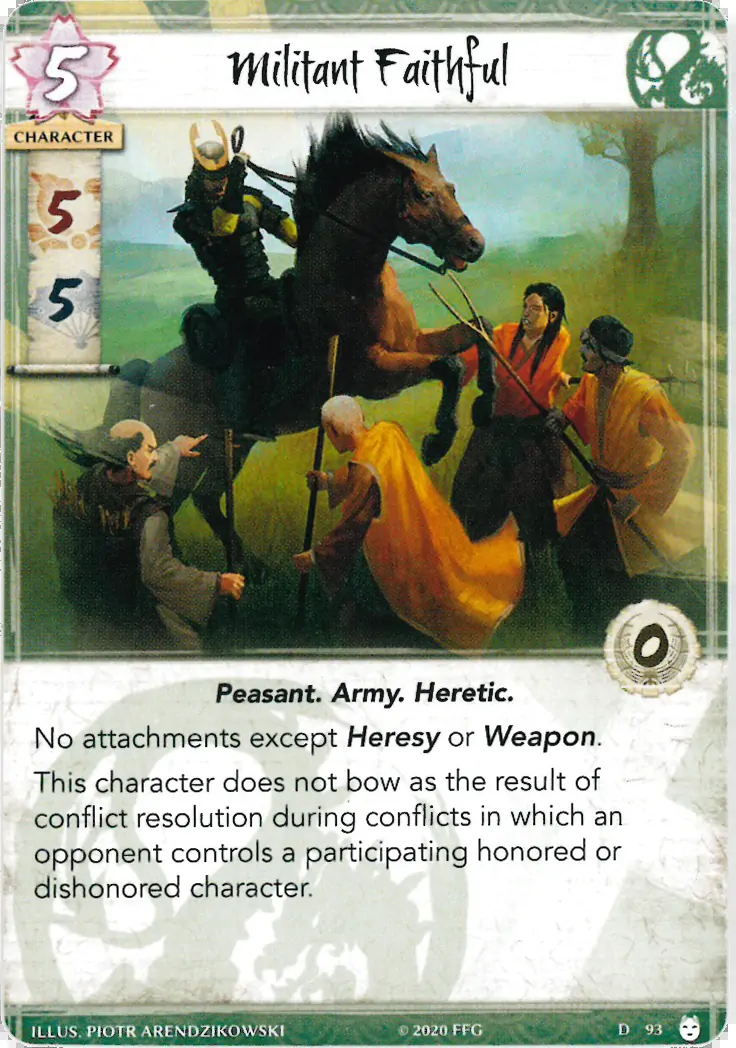 5
Militant Faithful
CHARACTER
5
5
0
Peasant. Army. Heretic.
No attachments except Heresy or Weapon.
This character does not bow as the result of
conflict resolution during conflicts in which an
opponent controls a participating honored or
dishonored character.
ILLUS. PIOTR ARENDZIKOWSKI © 2020 FFG D 93